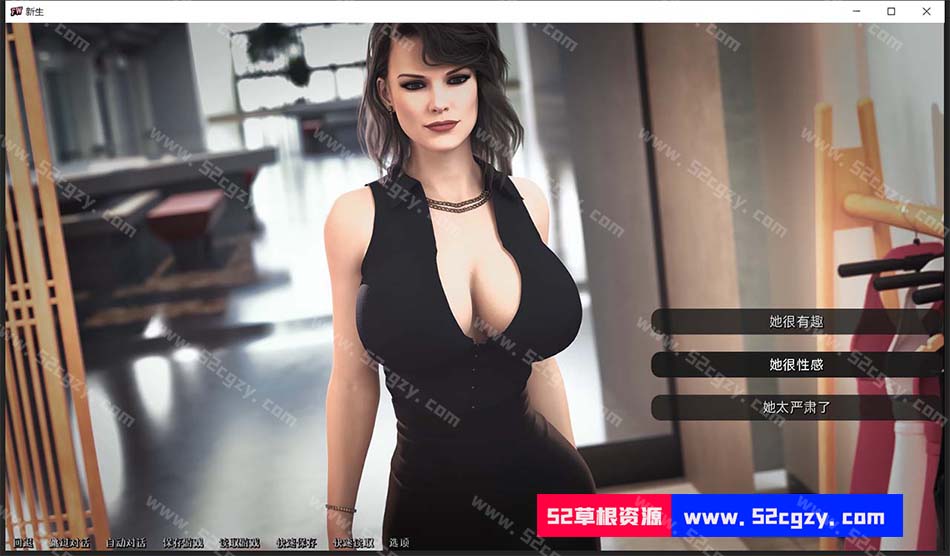 新生
www.52cgzy.com
她很有趣
她很性感
她太严肃了
52草根资源 www.52cgzy.com
回退 跳过对话 自动对话 保存游戏 读取游戏 快速保存 快速读取 选项